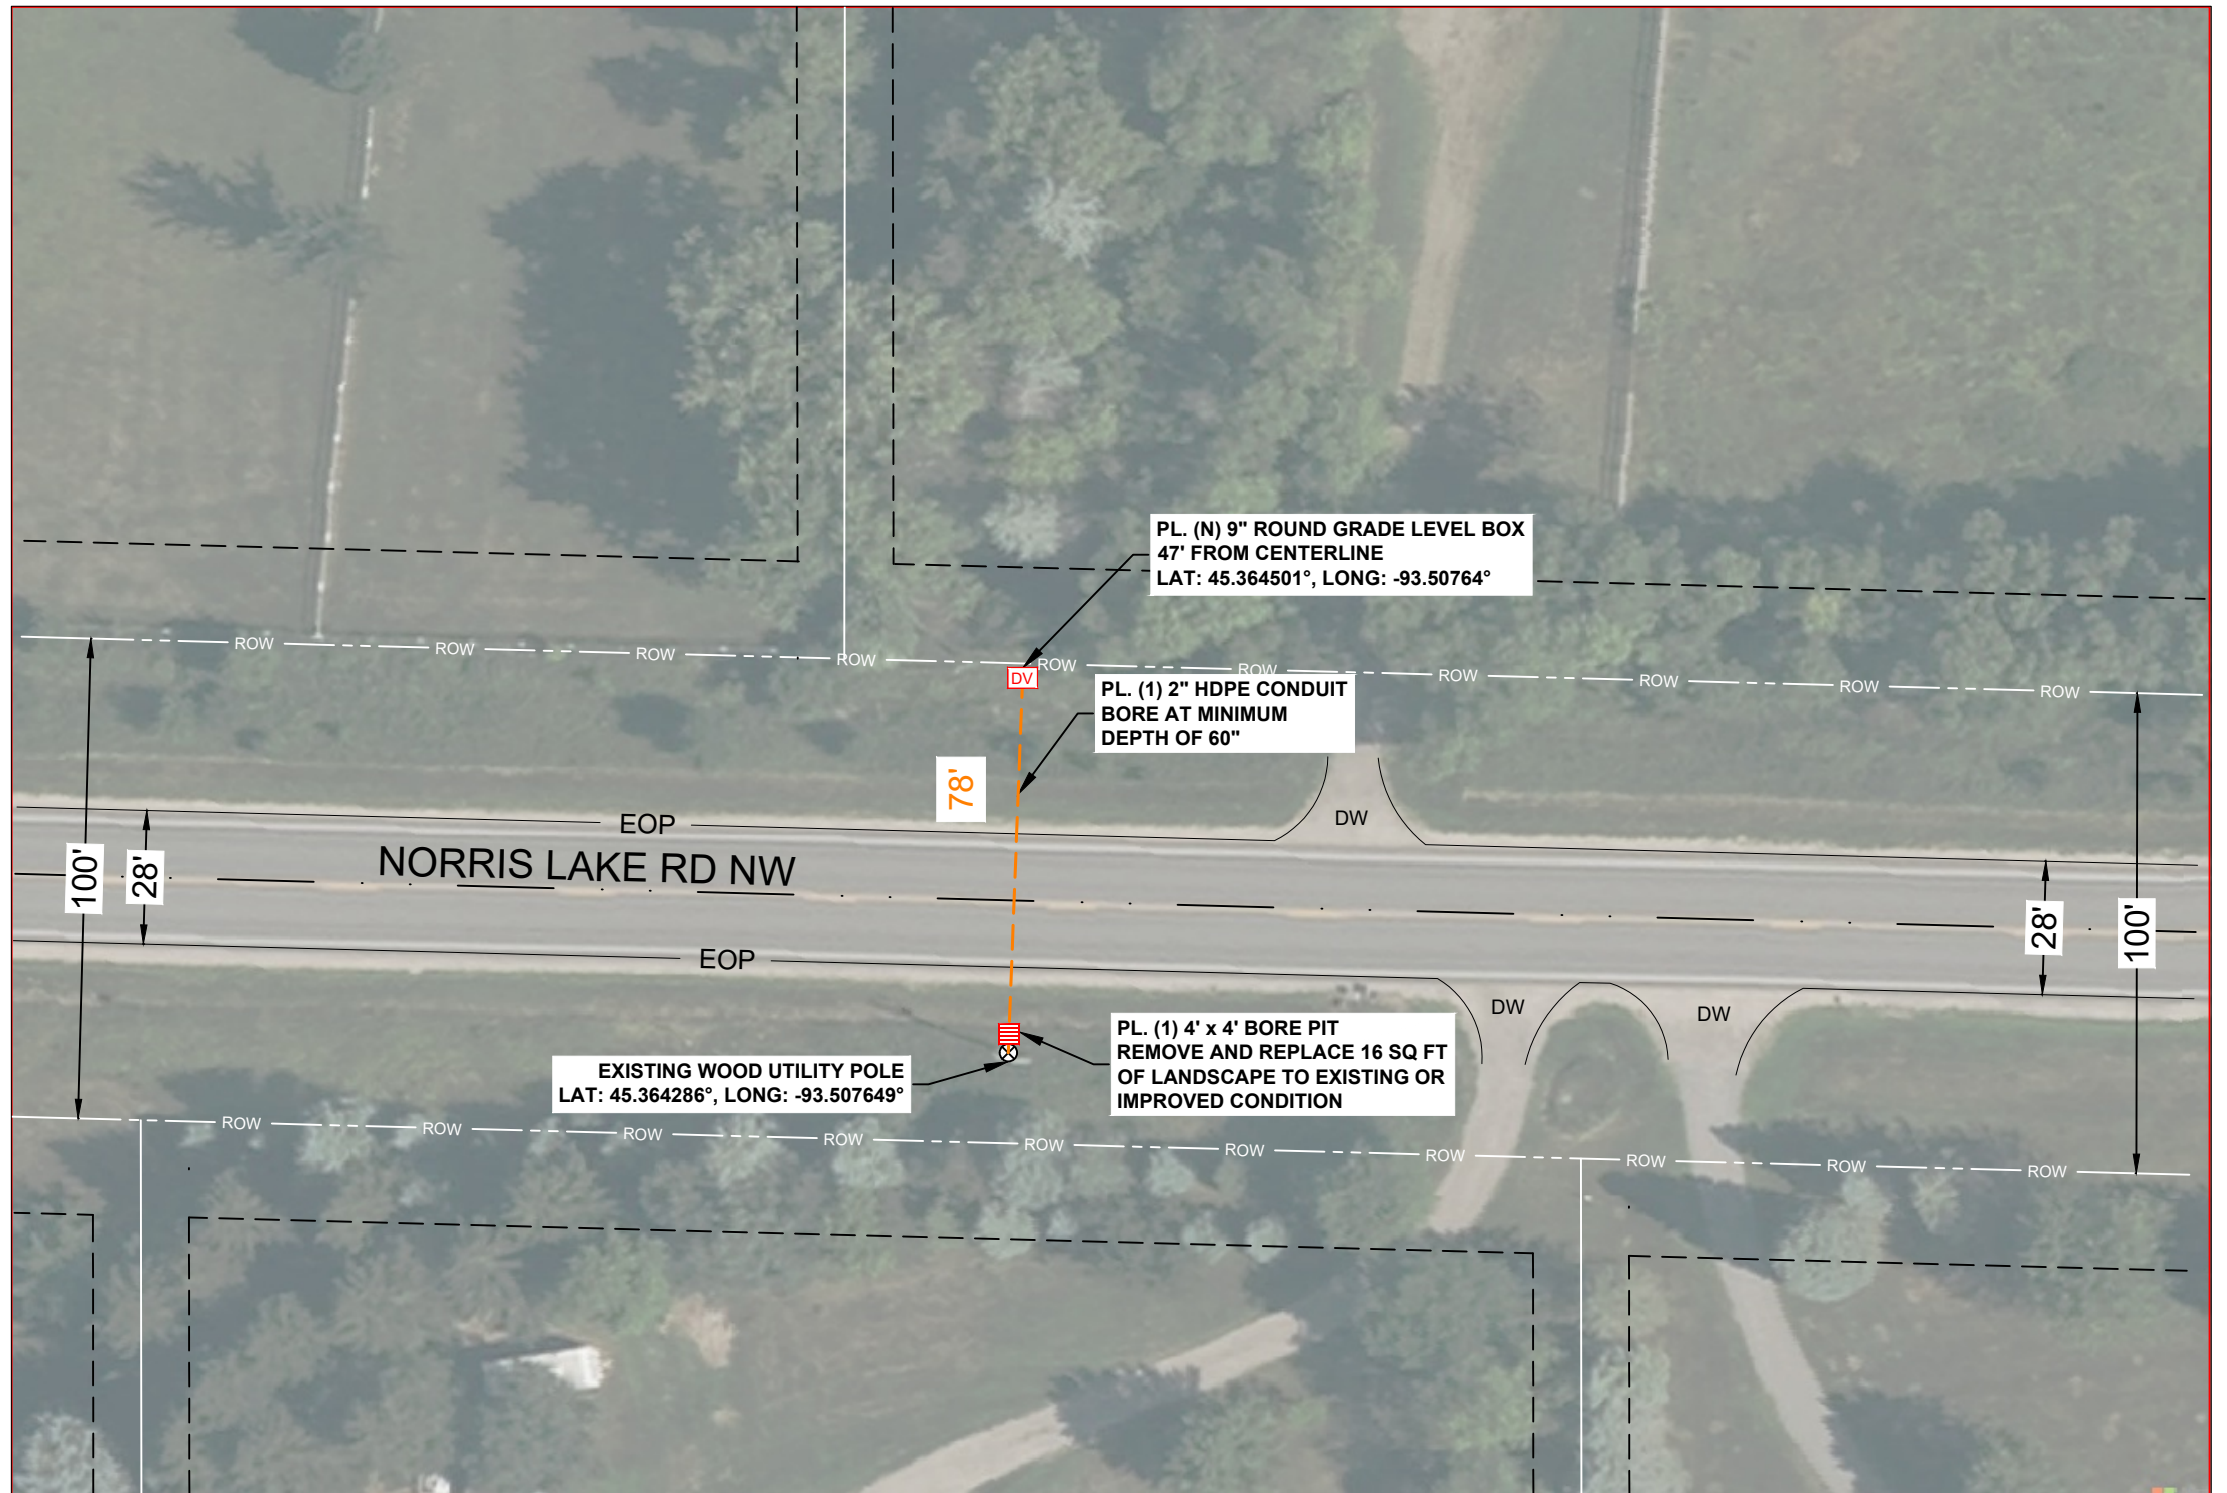 PL. (N) 9" ROUND GRADE LEVEL BOX
47' FROM CENTERLINE
LAT: 45.364501°, LONG: -93.50764°
ROW
ROW
ROW
ROW
ROW
ROW
ROW
ROW
ROW
ROW
DV
PL. (1) 2" HDPE CONDUIT
BORE AT MINIMUM
DEPTH OF 60"
78'
EOP
DW
NORRIS LAKE RD NW
100'
28'
28'
100'
EOP
DW
DW
EXISTING WOOD UTILITY POLE
LAT: 45.364286°, LONG: -93.507649°
PL. (1) 4' x 4' BORE PIT
REMOVE AND REPLACE 16 SQ FT
OF LANDSCAPE TO EXISTING OR
IMPROVED CONDITION
ROW
ROW
ROW
ROW
ROW
ROW
ROW
ROW
ROW
ROW